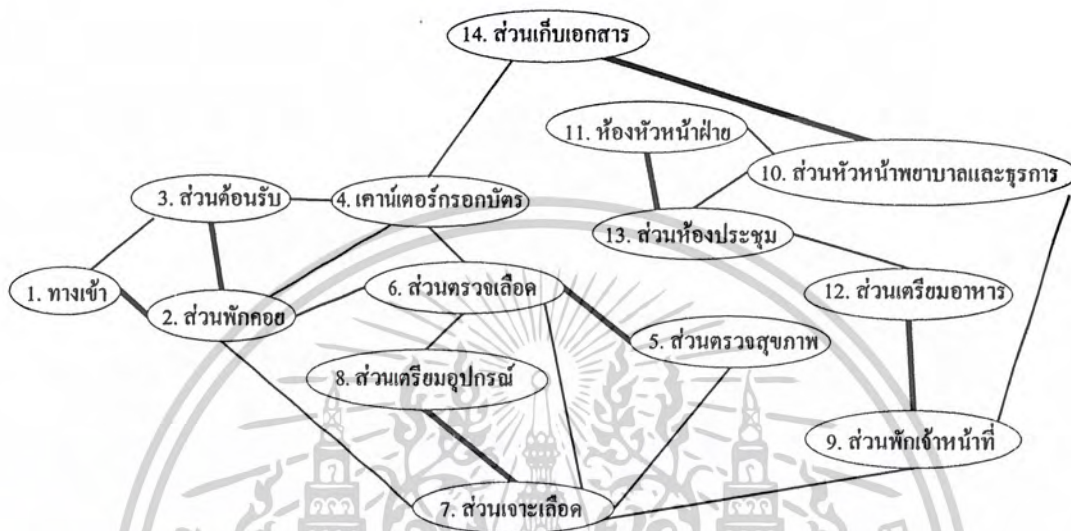 14. ส่วนเก็บเอกสาร
11. ห้องหัวหน้าฝ่าย
10. ส่วนหัวหน้าพยาบาลและธุรการ
3. ส่วนต้อนรับ
4. เคาน์เตอร์กรอกบัตร
13. ส่วนห้องประชุม
1. ทางเข้า
6. ส่วนตรวจเลือด
12. ส่วนเตรียมอาหาร
2. ส่วนพักคอย
5. ส่วนตรวจสุขภาพ
8. ส่วนเตรียมอุปกรณ์
9. ส่วนพักเจ้าหน้าที่
7. ส่วนเจาะเลือด